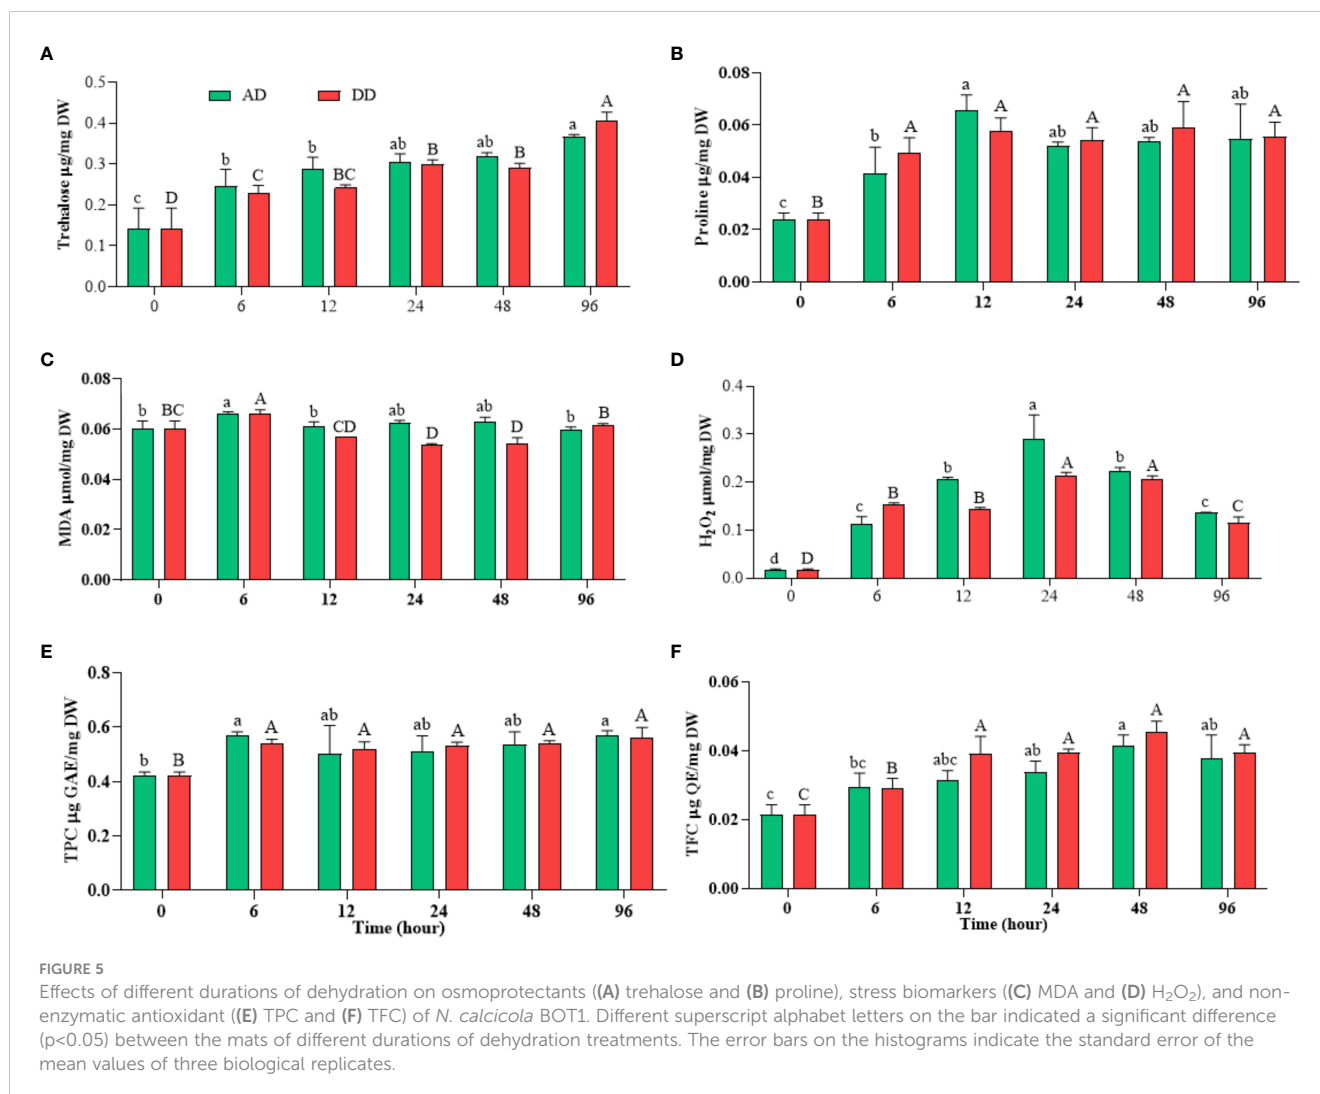 A
B
0.5
AD
DD
0.4
0.3
0.2
0.1
0.0
Trehalose µg/mg DW
c
D
b
C
b
BC
ab
B
ab
B
a
A
0
6
12
24
48
96
0.08
0.06
0.04
0.02
0.00
Proline µg/mg DW
c
B
b
A
a
A
ab
A
ab
A
ab
A
0
6
12
24
48
96
C
D
0.08
0.06
0.04
0.02
0.00
MDA µmol/mg DW
b
BC
a
A
b
CD
ab
D
ab
D
b
B
0
6
12
24
48
96
0.4
0.3
0.2
0.1
0.0
H₂O₂ µmol/mg DW
d
D
c
B
b
B
a
A
b
A
c
C
0
6
12
24
48
96
E
F
0.8
0.6
0.4
0.2
0.0
TPC µg GAE/mg DW
b
B
a
A
ab
A
ab
A
ab
A
a
A
0
6
12
24
48
96
Time (hour)
0.06
0.04
0.02
0.00
TFC µg QE/mg DW
c
C
bc
B
abc
A
ab
A
a
A
ab
A
0
6
12
24
48
96
Time (hour)
FIGURE 5
Effects of different durations of dehydration on osmoprotectants ((A) trehalose and (B) proline), stress biomarkers ((C) MDA and (D) H₂O₂), and non-
enzymatic antioxidant ((E) TPC and (F) TFC) of N. calcicola BOT1. Different superscript alphabet letters on the bar indicated a significant difference
(p<0.05) between the mats of different durations of dehydration treatments. The error bars on the histograms indicate the standard error of the
mean values of three biological replicates.